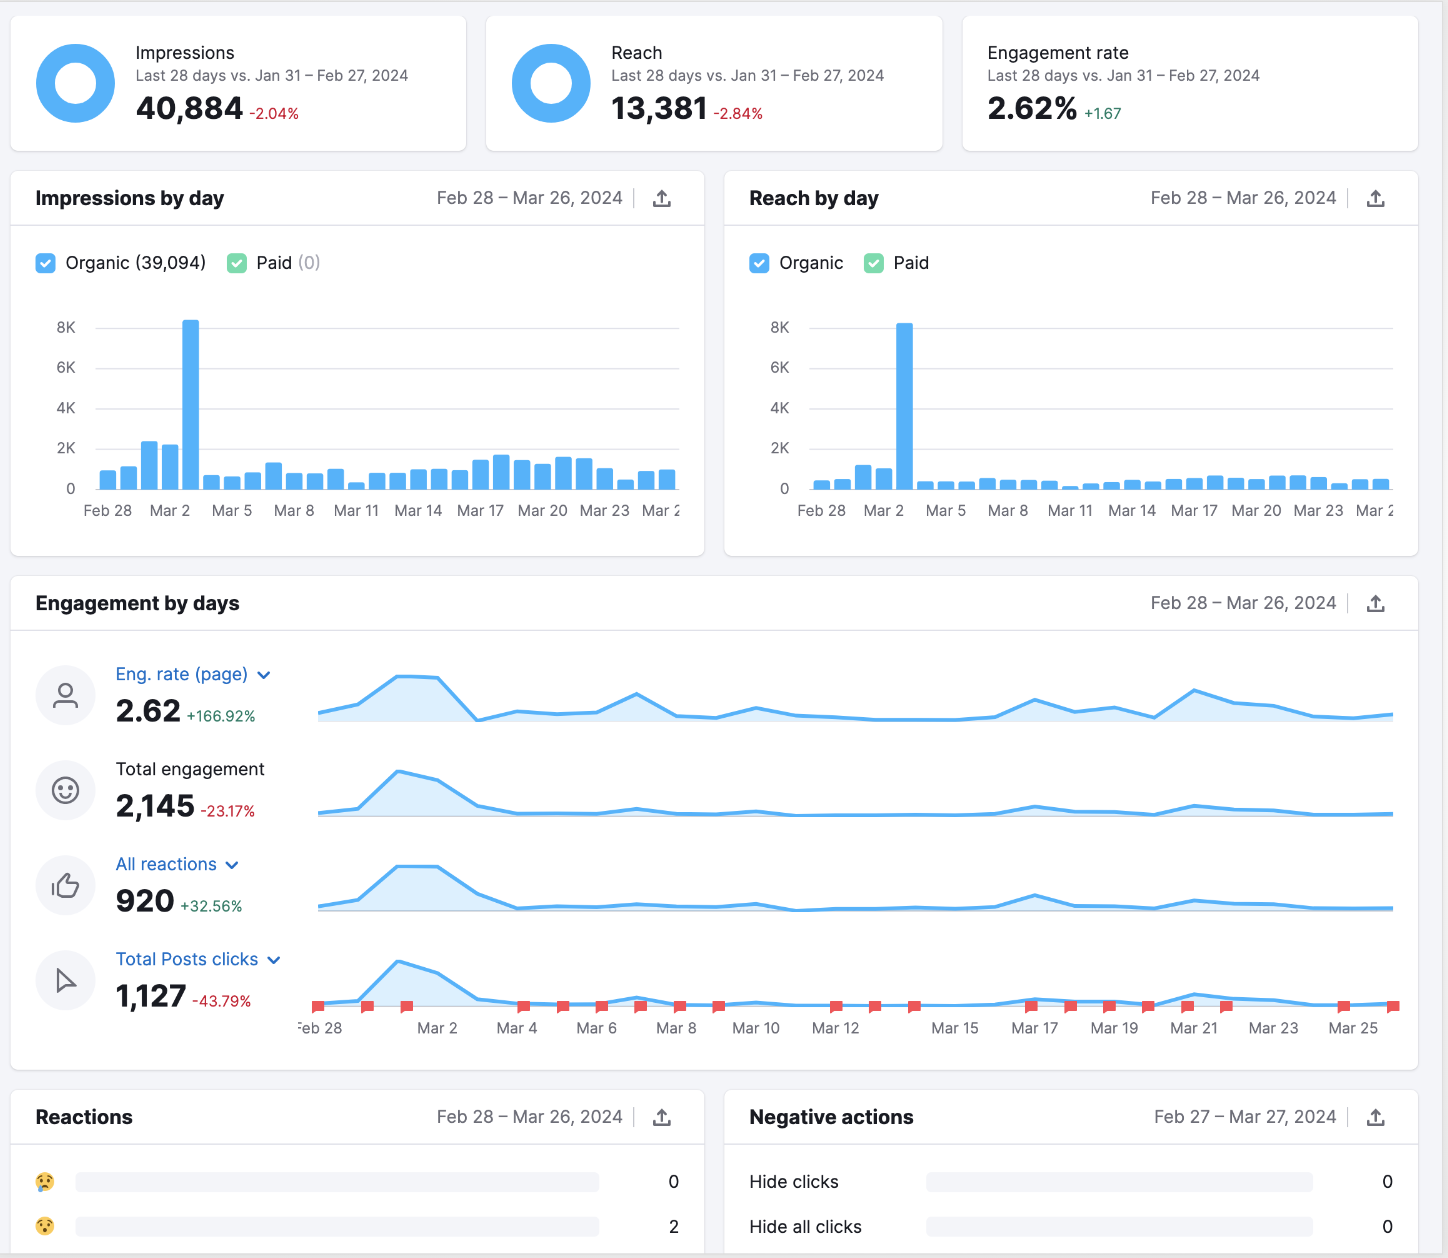 Impressions
Last 28 days vs. Jan 31 – Feb 27, 2024
40,884 -2.04%
Reach
Last 28 days vs. Jan 31 – Feb 27, 2024
13,381 -2.84%
Engagement rate
Last 28 days vs. Jan 31 – Feb 27, 2024
2.62% +1.67
Impressions by day Feb 28 – Mar 26, 2024
Organic (39,094) Paid (0)
8K
6K
4K
2K
0
Feb 28 Mar 2 Mar 5 Mar 8 Mar 11 Mar 14 Mar 17 Mar 20 Mar 23 Mar 2
Reach by day Feb 28 – Mar 26, 2024
Organic Paid
8K
6K
4K
2K
0
Feb 28 Mar 2 Mar 5 Mar 8 Mar 11 Mar 14 Mar 17 Mar 20 Mar 23 Mar 2
Engagement by days Feb 28 – Mar 26, 2024
Eng. rate (page)
2.62 +166.92%
Total engagement
2,145 -23.17%
All reactions
920 +32.56%
Total Posts clicks
1,127 -43.79%
Feb 28 Mar 2 Mar 4 Mar 6 Mar 8 Mar 10 Mar 12 Mar 15 Mar 17 Mar 19 Mar 21 Mar 23 Mar 25
Reactions Feb 28 – Mar 26, 2024
0
2
Negative actions Feb 27 – Mar 27, 2024
Hide clicks 0
Hide all clicks 0